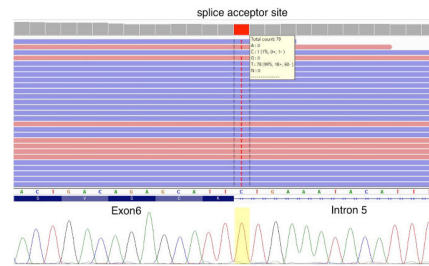 splice acceptor site
Total count: 79
A : 0
C : 1 (1%, 0+, 1-)
G : 0
T : 78 (99%, 18+, 60-)
N : 0
A C T G A C A G A G C A T T C T G A A A T A C A T T
S V S C K
Exon6 Intron 5